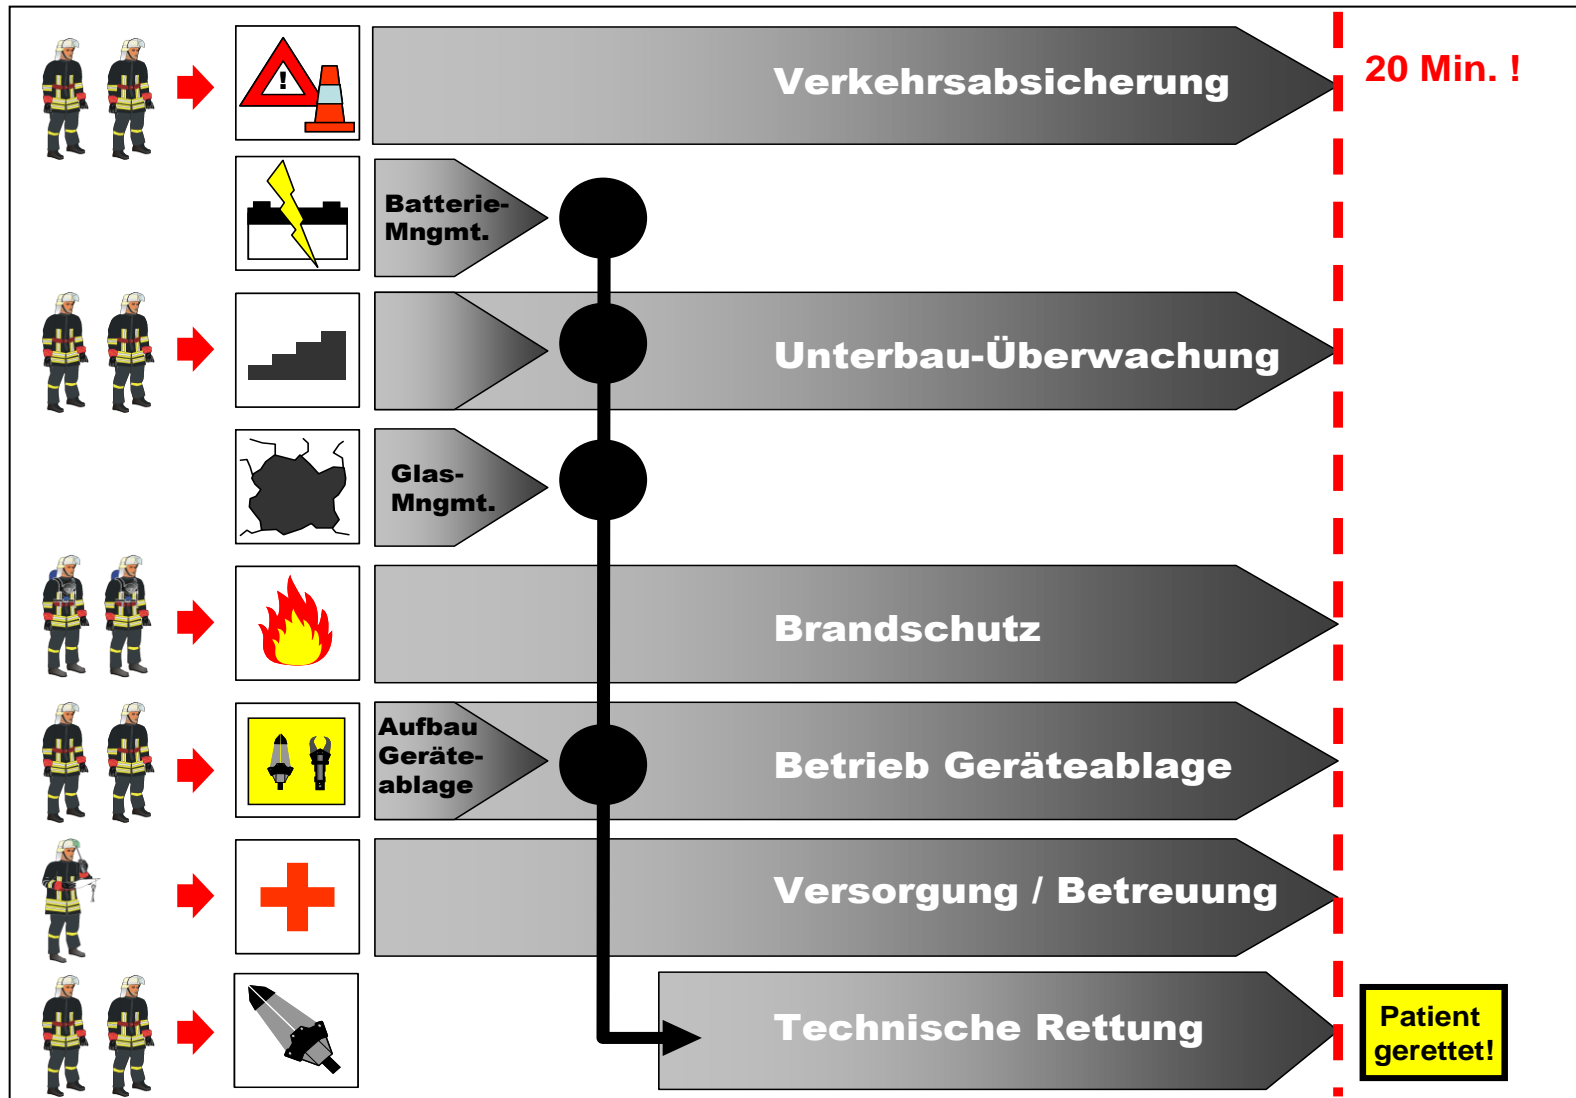 Verkehrsabsicherung
20 Min. !
!
Batterie-
Mngmt.
Unterbau-Überwachung
Glas-
Mngmt.
Brandschutz
Aufbau
Geräte-
ablage
Betrieb Geräteablage
Versorgung / Betreuung
Technische Rettung
Patient
gerettet!